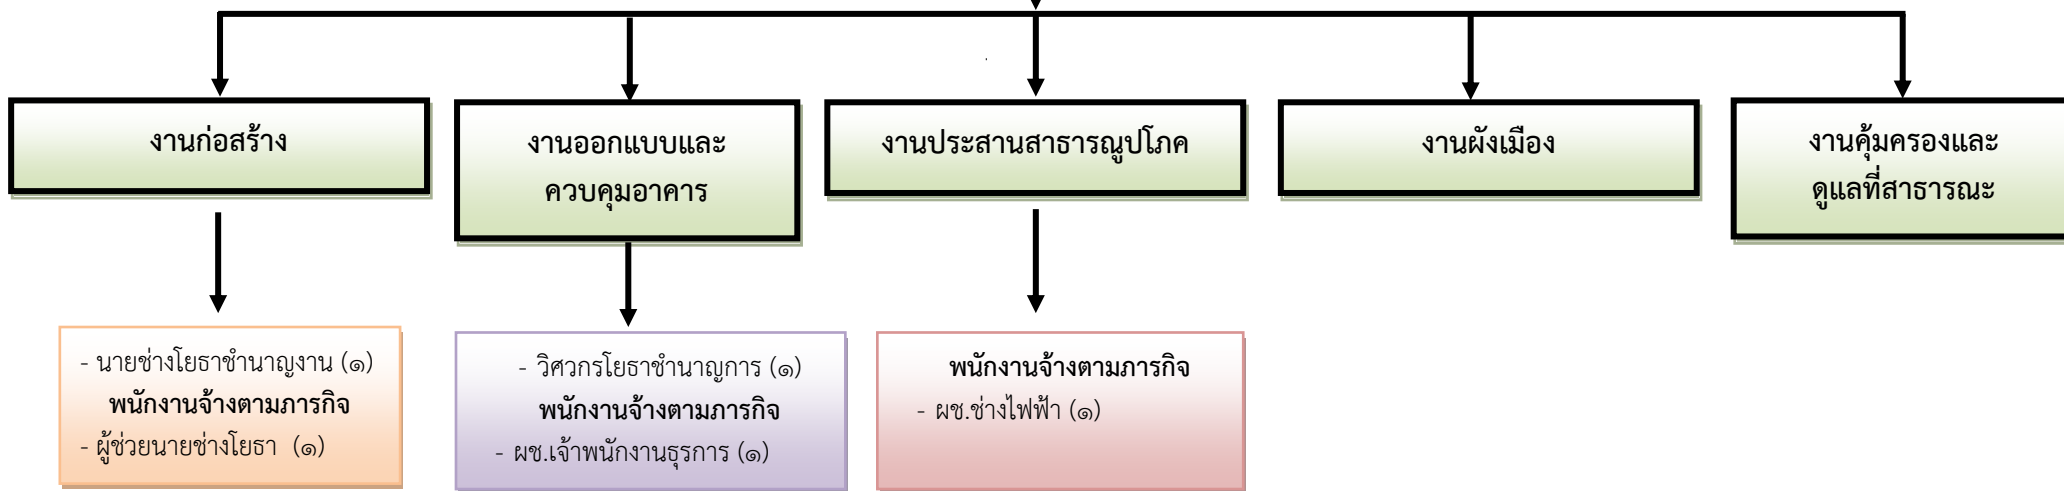 งานก่อสร้าง
งานออกแบบและ
ควบคุมอาคาร
งานประสานสาธารณูปโภค
งานผังเมือง
งานคุ้มครองและ
ดูแลที่สาธารณะ
- นายช่างโยธาชำนาญงาน (๑)
พนักงานจ้างตามภารกิจ
- ผู้ช่วยนายช่างโยธา (๑)
- วิศวกรโยธาชำนาญการ (๑)
พนักงานจ้างตามภารกิจ
- ผช.เจ้าพนักงานธุรการ (๑)
พนักงานจ้างตามภารกิจ
- ผช.ช่างไฟฟ้า (๑)